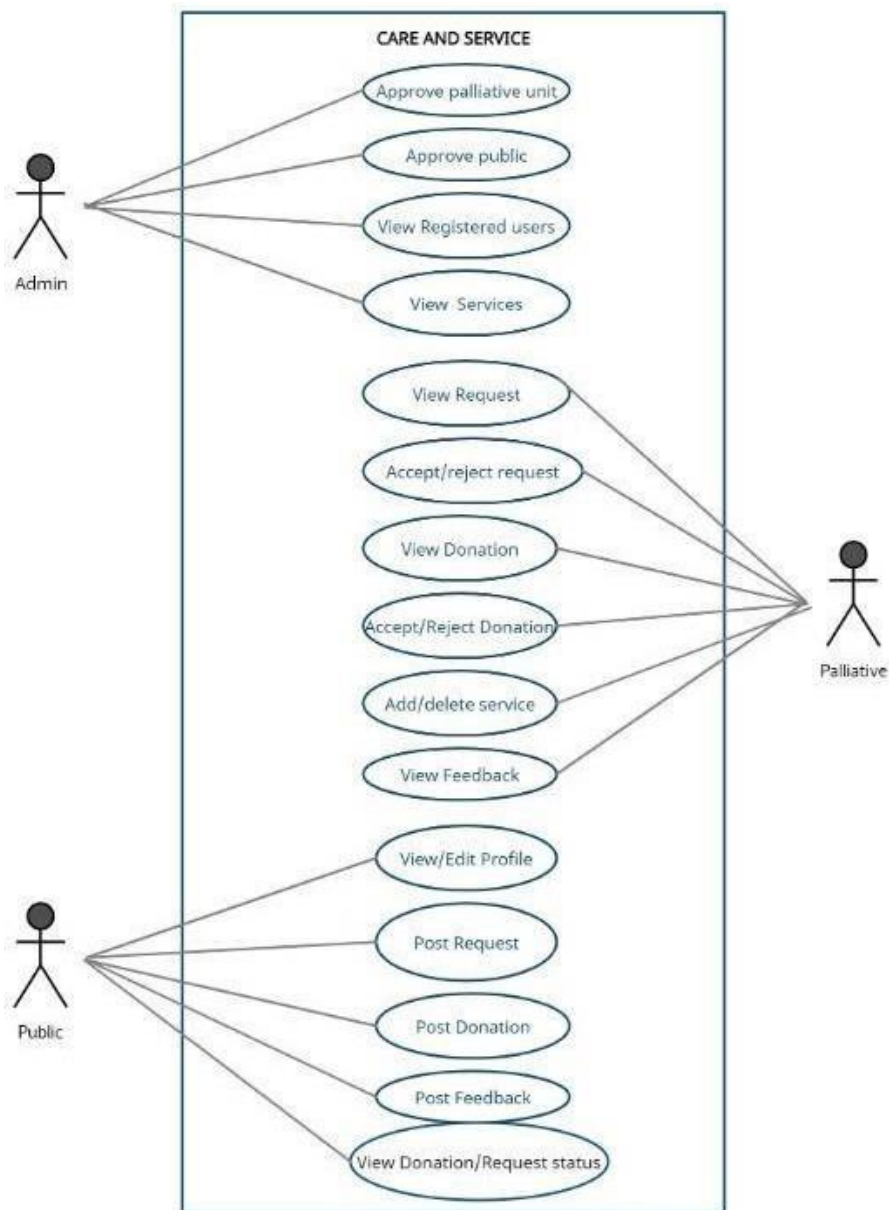 CARE AND SERVICE
Approve palliative unit
Approve public
View Registered users
View Services
Admin
View Request
Accept/reject request
View Donation
Accept/Reject Donation
Add/delete service
View Feedback
Palliative
View/Edit Profile
Post Request
Post Donation
Post Feedback
View Donation/Request status
Public